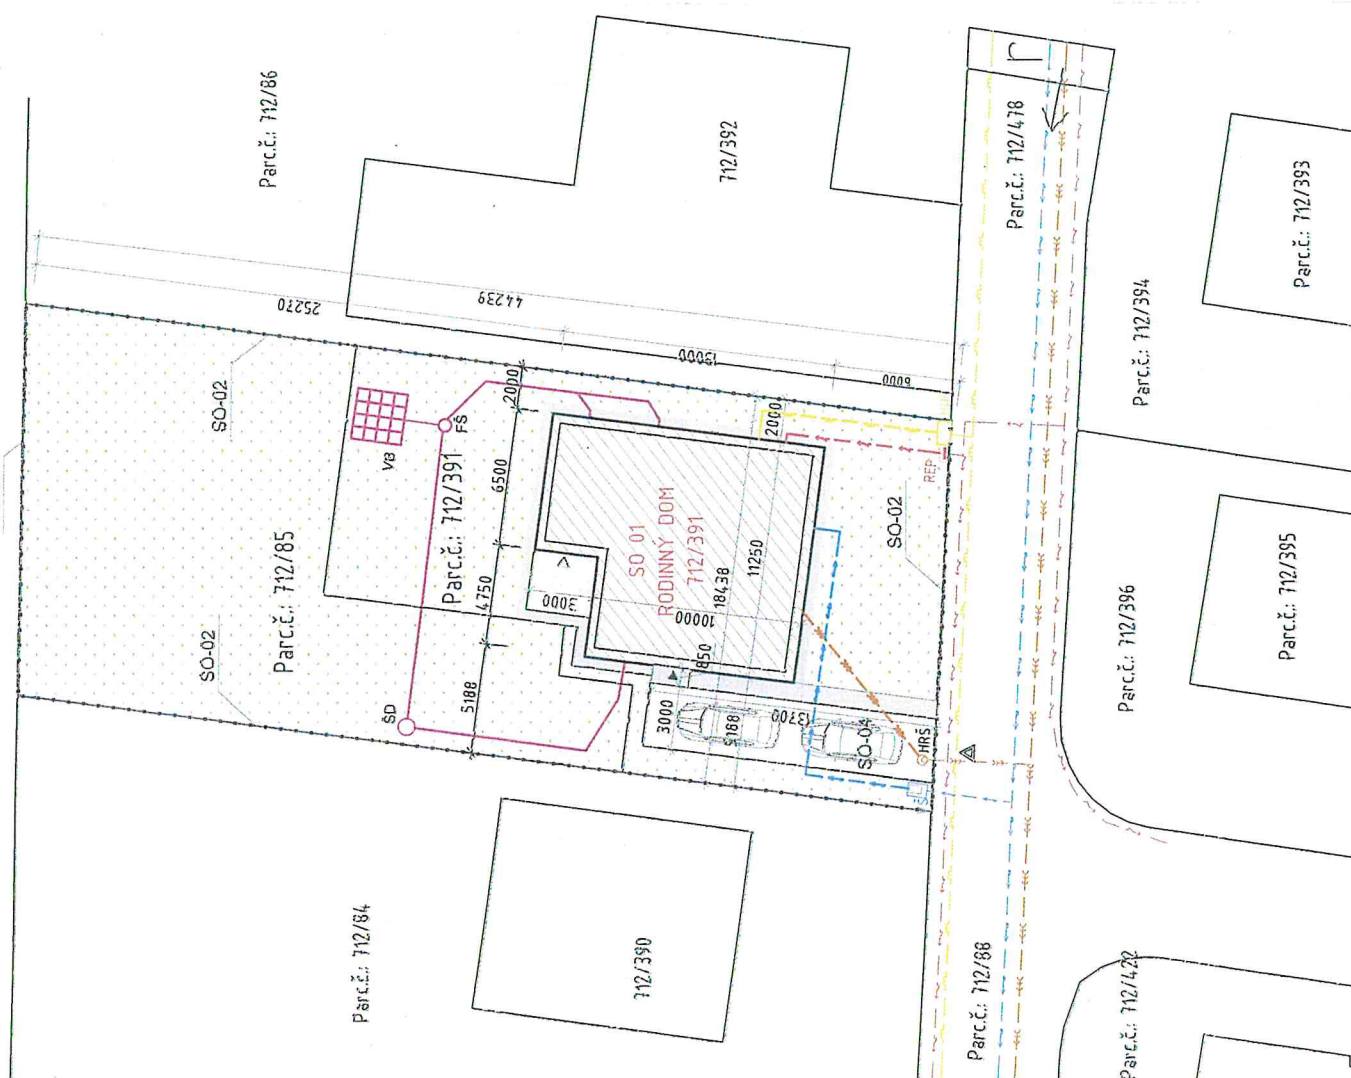 Parc.č.: 712/86
712/392
Parc.č.: 712/478
Parc.č.: 712/393
Parc.č.: 712/394
25270
44239
13000
6000
SO-02
2000
2000
VB
FŠ
Parc.č.: 712/391
6500
SO 01
RODINNÝ DOM
712/391
REP
SO-02
Parc.č.: 712/85
4750
3000
10000
18438
11250
850
SO-02
ŠD
5188
3000
5188
13700
SO-04
HRŠ
Parc.č.: 712/396
Parc.č.: 712/395
Parc.č.: 712/84
712/390
Parc.č.: 712/88
Parc.č.: 712/422